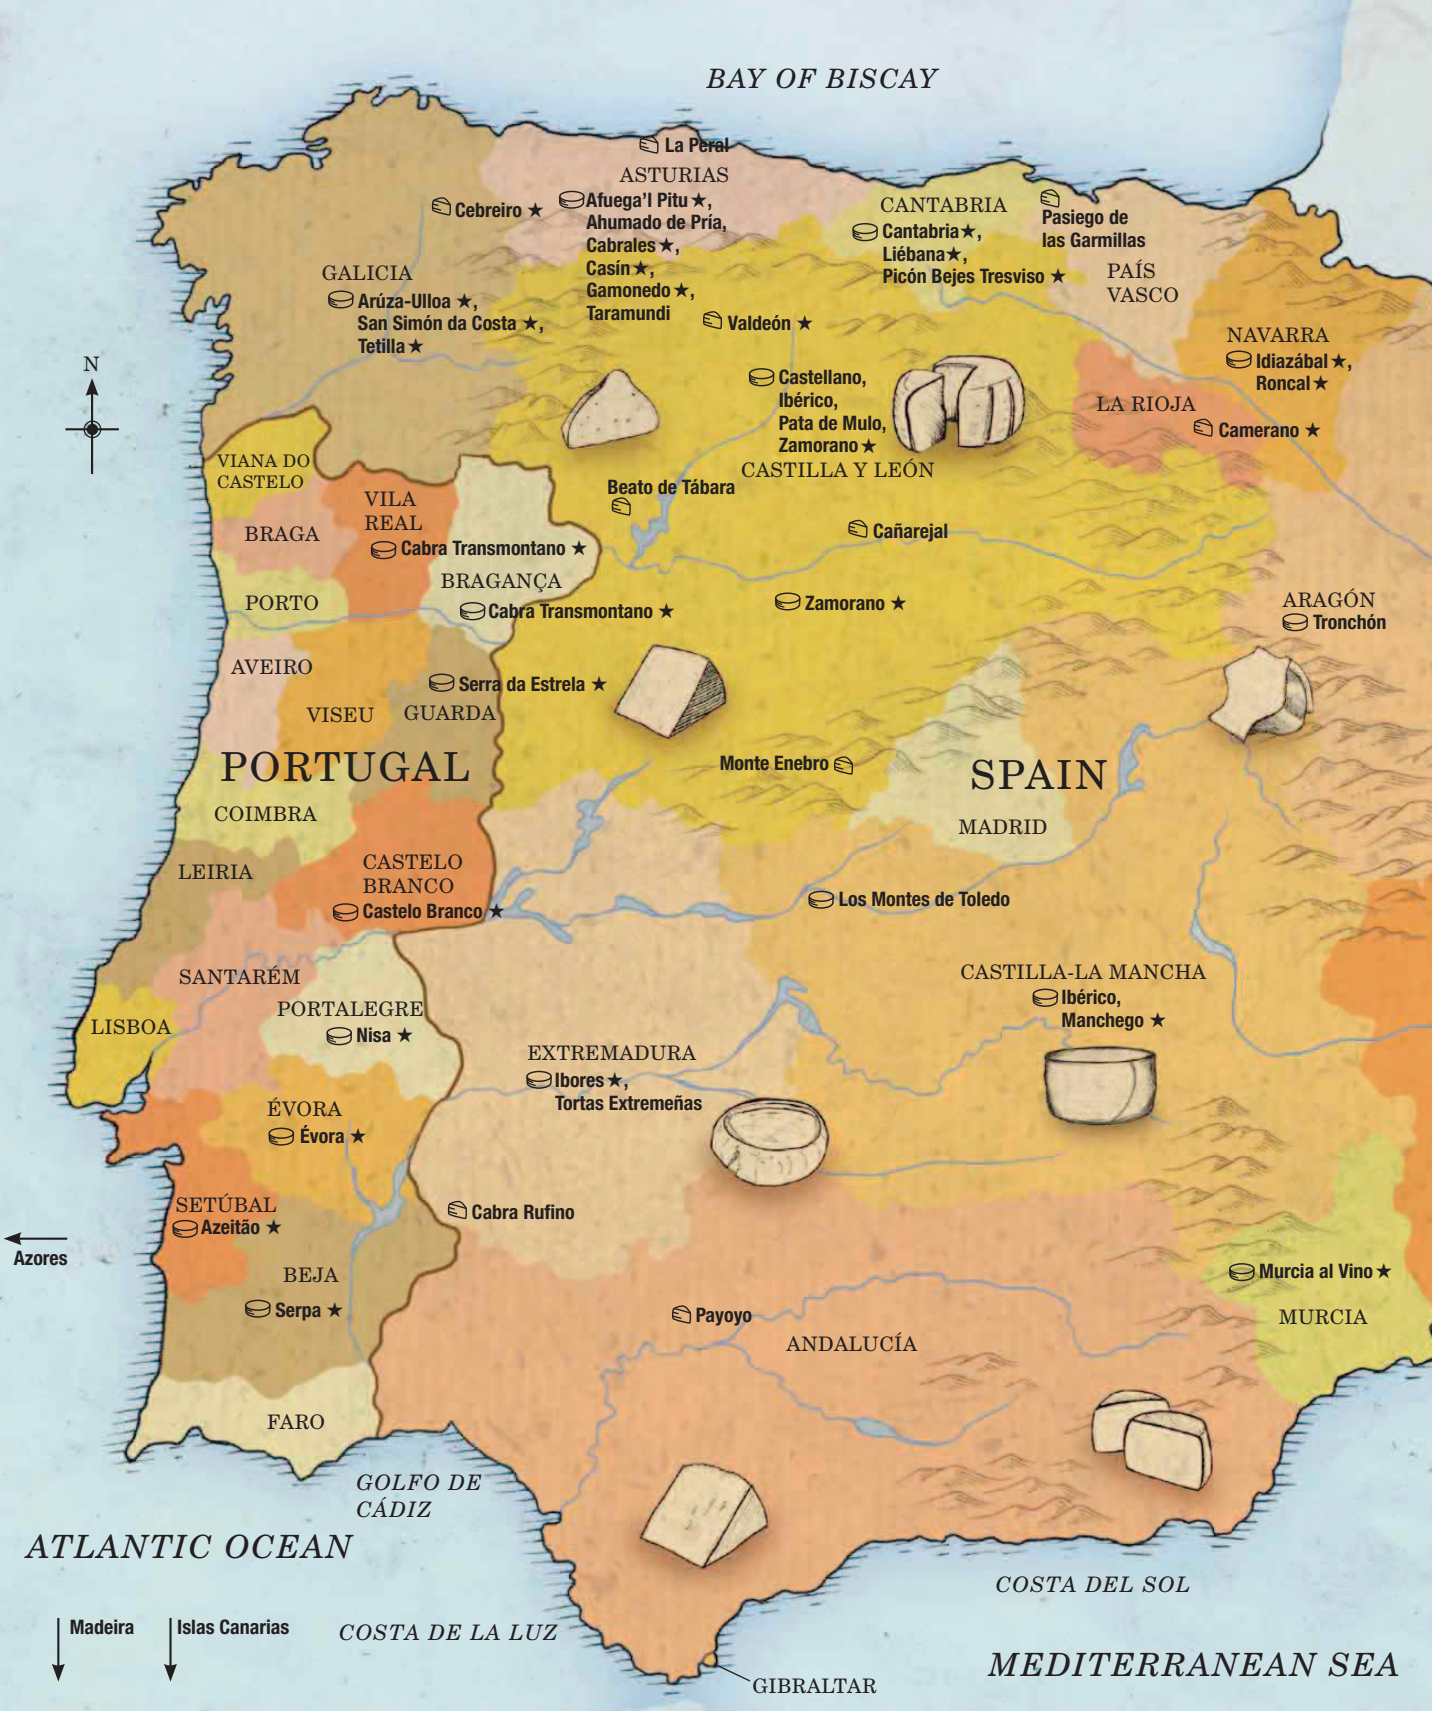 BAY OF BISCAY
La Peral
ASTURIAS
Afuega'l Pitu ★,
Ahumado de Pría,
Cabrales ★,
Casín ★,
Gamonedo ★,
Taramundi
Cebreiro ★
CANTABRIA
Cantabria ★,
Liébana ★,
Picón Bejes Tresviso ★
Pasiego de
las Garmillas
PAÍS
VASCO
GALICIA
Arúza-Ulloa ★,
San Simón da Costa ★,
Tetilla ★
Valdeón ★
NAVARRA
Idiazábal ★,
Roncal ★
N
Castellano,
Ibérico,
Pata de Mulo,
Zamorano ★
CASTILLA Y LEÓN
LA RIOJA
Camerano ★
VIANA DO
CASTELO
VILA
REAL
Beato de Tábara
BRAGA
Cabra Transmontano ★
Cañarejal
BRAGANÇA
Cabra Transmontano ★
PORTO
Zamorano ★
ARAGÓN
Tronchón
AVEIRO
Serra da Estrela ★
VISEU
GUARDA
PORTUGAL
Monte Enebro
SPAIN
COIMBRA
MADRID
LEIRIA
CASTELO
BRANCO
Castelo Branco ★
Los Montes de Toledo
SANTARÉM
CASTILLA-LA MANCHA
Ibérico,
Manchego ★
PORTALEGRE
Nisa ★
LISBOA
EXTREMADURA
Ibores ★,
Tortas Extremeñas
ÉVORA
Évora ★
SETÚBAL
Azeitão ★
Cabra Rufino
Azores
BEJA
Serpa ★
Murcia al Vino ★
MURCIA
Payoyo
ANDALUCÍA
FARO
GOLFO DE
CÁDIZ
ATLANTIC OCEAN
COSTA DEL SOL
Madeira
Islas Canarias
COSTA DE LA LUZ
MEDITERRANEAN SEA
GIBRALTAR